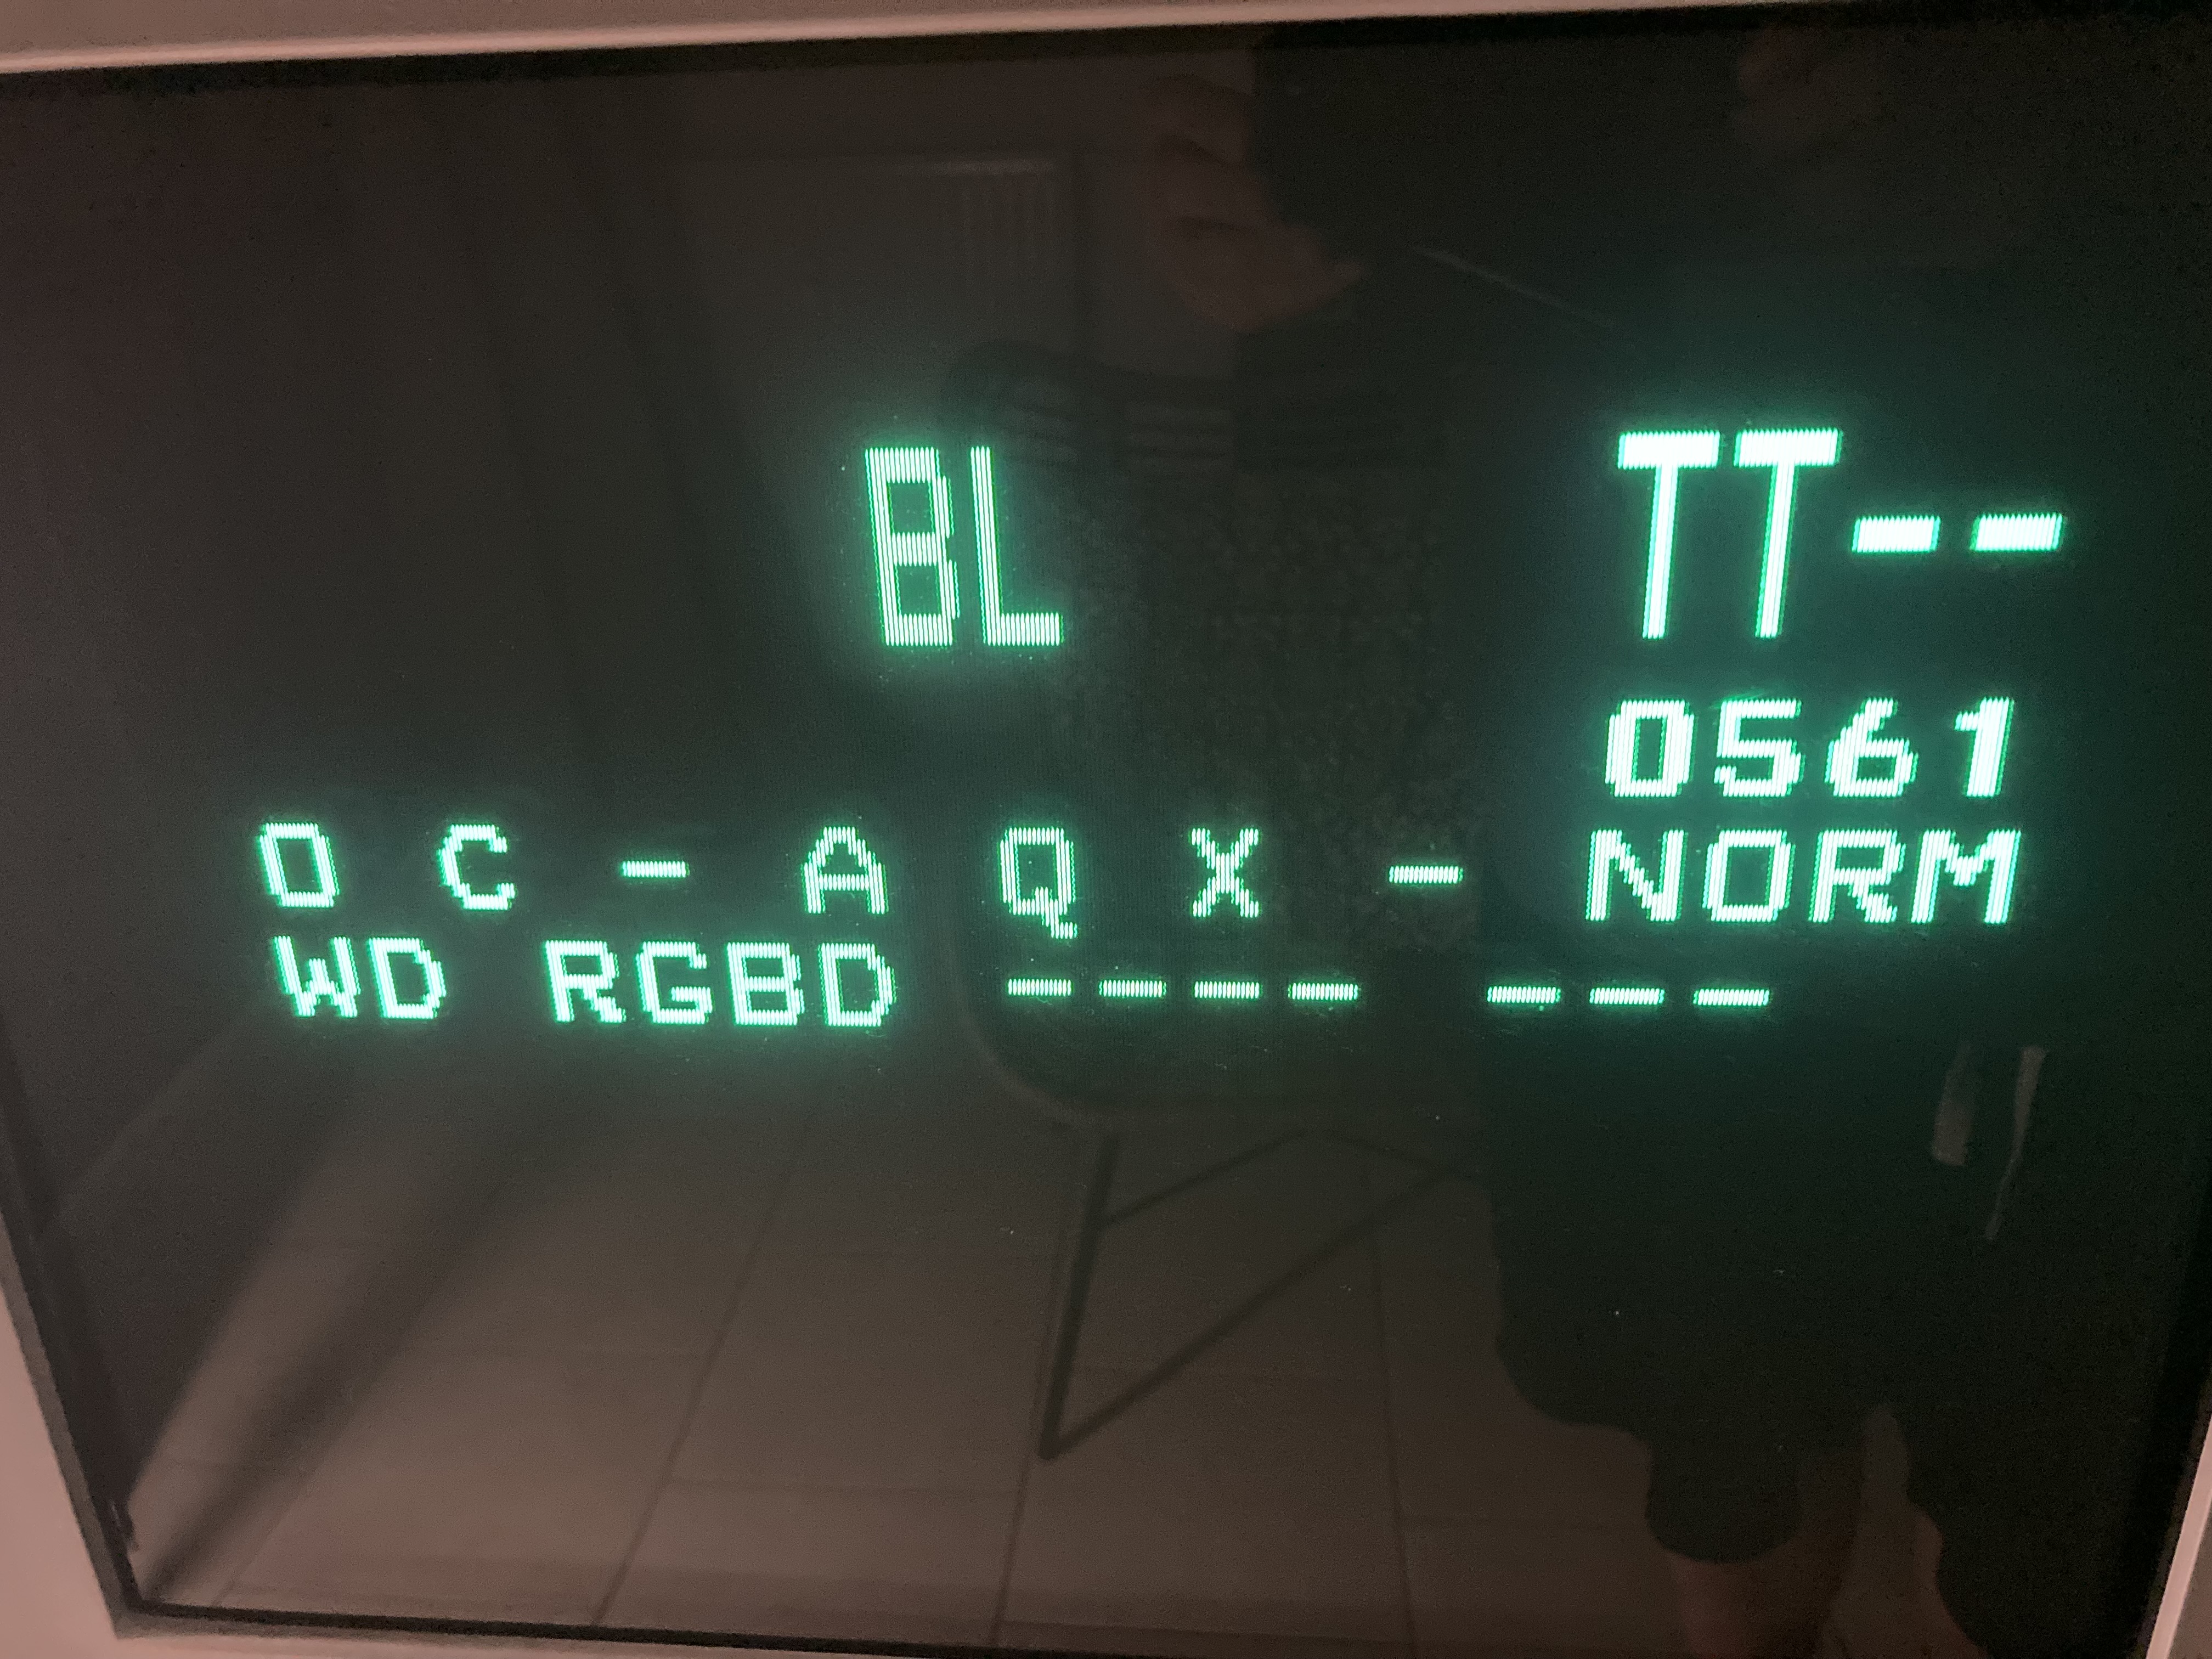 BL TT--
0561
O C - A Q X - NORM
WD RGBD ---- ---